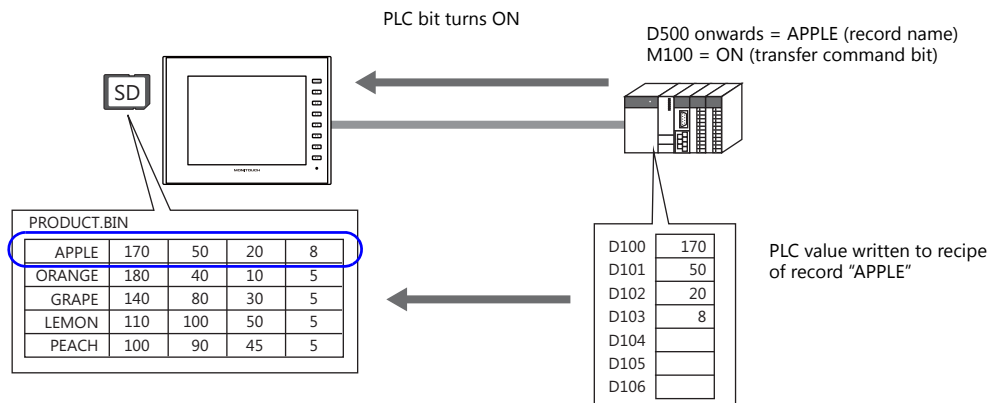 PLC bit turns ON
D500 onwards = APPLE (record name)
M100 = ON (transfer command bit)
SD
MONITOUCH
PRODUCT.BIN
APPLE 170 50 20 8
ORANGE 180 40 10 5
GRAPE 140 80 30 5
LEMON 110 100 50 5
PEACH 100 90 45 5
D100 170
D101 50
D102 20
D103 8
D104
D105
D106
PLC value written to recipe
of record “APPLE”